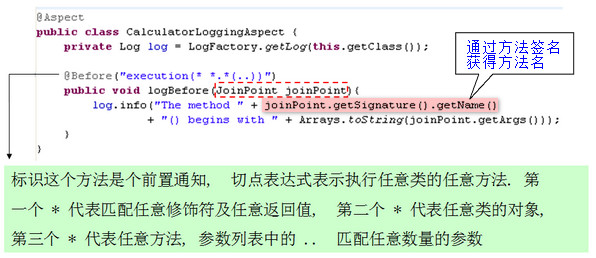 @Aspect
public class CalculatorLoggingAspect {
private Log log = LogFactory.getLog(this.getClass());
通过方法签名
获得方法名
@Before("execution(* *.*(..))")
public void logBefore(JoinPoint joinPoint){
log.info("The method " + joinPoint.getSignature().getName()
+ "() begins with " + Arrays.toString(joinPoint.getArgs()));
}
}
标识这个方法是个前置通知, 切点表达式表示执行任意类的任意方法. 第
一个 * 代表匹配任意修饰符及任意返回值, 第二个 * 代表任意类的对象,
第三个 * 代表任意方法, 参数列表中的 .. 匹配任意数量的参数